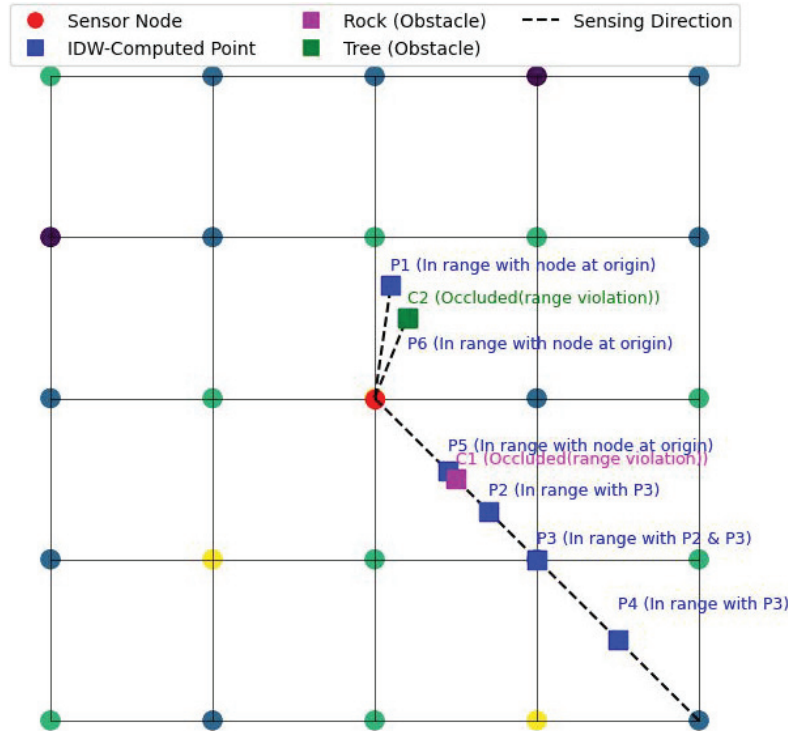 Sensor Node
IDW-Computed Point
Rock (Obstacle)
Tree (Obstacle)
Sensing Direction
P1 (In range with node at origin)
C2 (Occluded(range violation))
P6 (In range with node at origin)
P5 (In range with node at origin)
C1 (Occluded(range violation))
P2 (In range with P3)
P3 (In range with P2 & P3)
P4 (In range with P3)